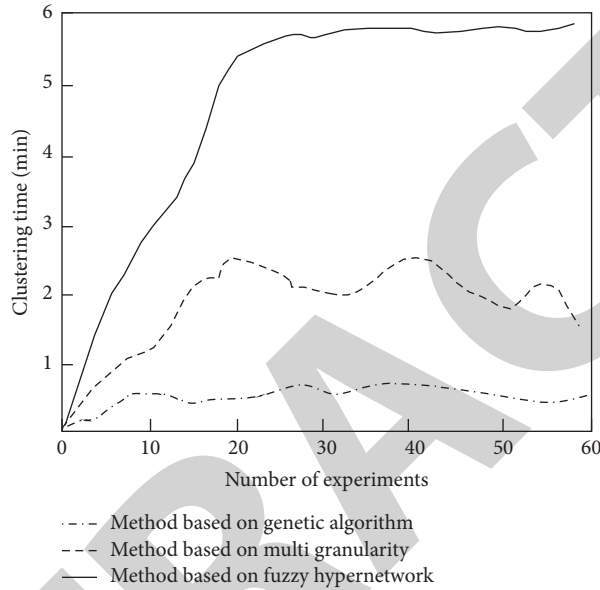 6
5
4
3
2
1
Clustering time (min)
0 10 20 30 40 50 60
Number of experiments
Method based on genetic algorithm
Method based on multi granularity
Method based on fuzzy hypernetwork